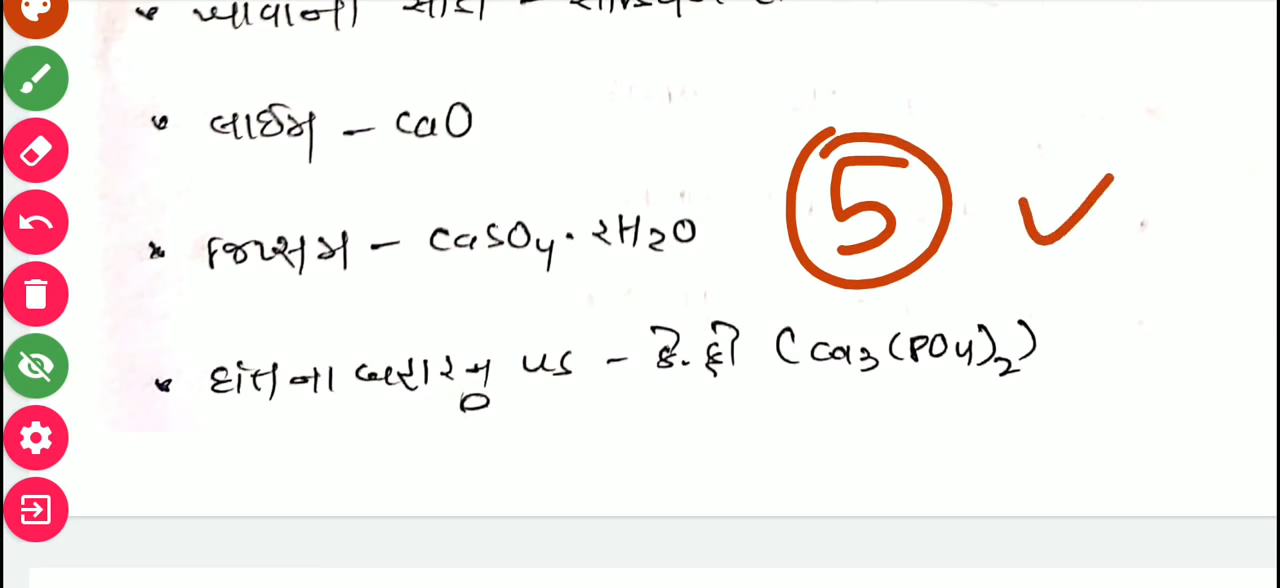 ખાવાનો સોડા -
લાઈમ - CaO
જિપ્સમ - CaSO4 · 2H2O
5
દાંતના બહારનું પડ - કે. ફો (Ca3(PO4)2)